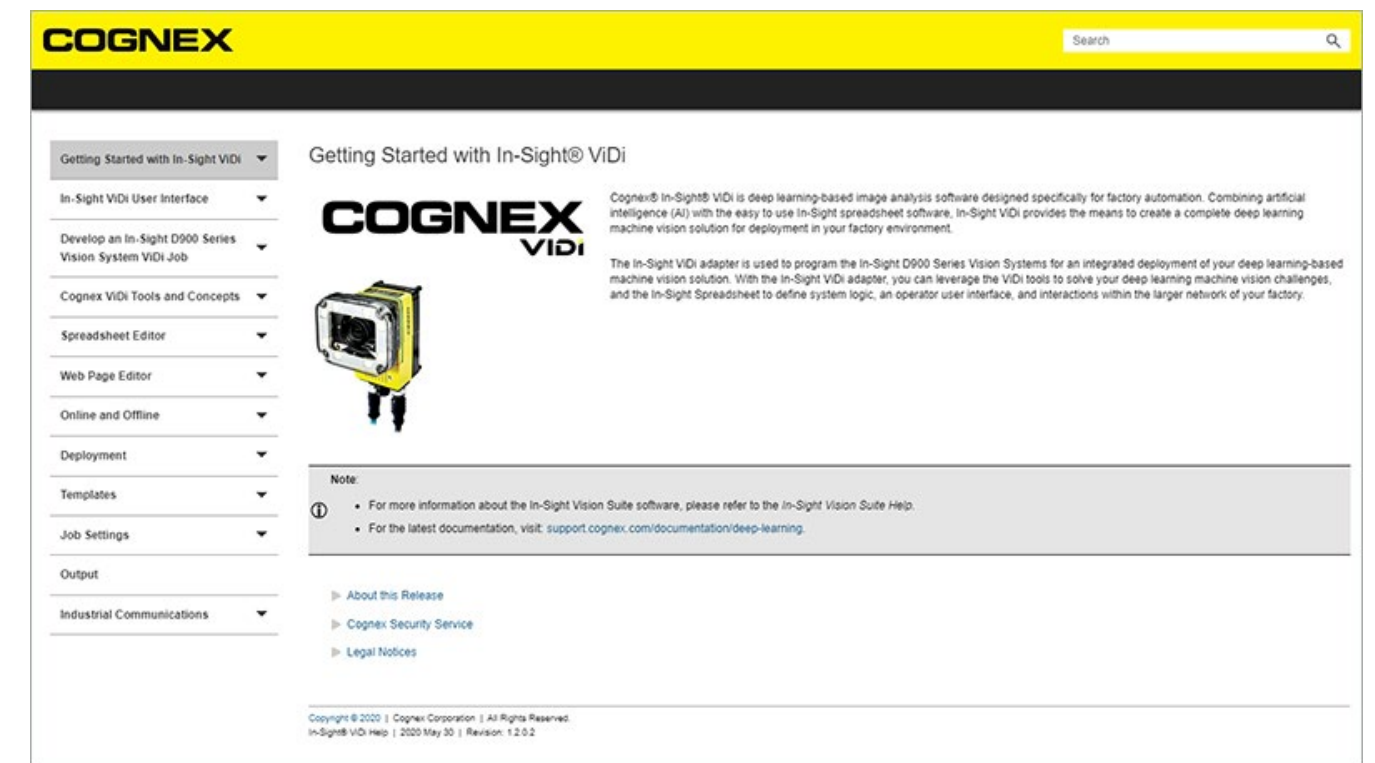 COGNEX
Search
Getting Started with In-Sight ViDi
In-Sight ViDi User Interface
Develop an In-Sight D900 Series
Vision System ViDi Job
Cognex ViDi Tools and Concepts
Spreadsheet Editor
Web Page Editor
Online and Offline
Deployment
Templates
Job Settings
Output
Industrial Communications
Getting Started with In-Sight® ViDi
COGNEX
ViDi
Cognex® In-Sight® ViDi is deep learning-based image analysis software designed specifically for factory automation. Combining artificial
intelligence (AI) with the easy to use In-Sight spreadsheet software, In-Sight ViDi provides the means to create a complete deep learning
machine vision solution for deployment in your factory environment.
The In-Sight ViDi adapter is used to program the In-Sight D900 Series Vision Systems for an integrated deployment of your deep learning-based
machine vision solution. With the In-Sight ViDi adapter, you can leverage the ViDi tools to solve your deep learning machine vision challenges,
and the In-Sight Spreadsheet to define system logic, an operator user interface, and interactions within the larger network of your factory.
Note:
• For more information about the In-Sight Vision Suite software, please refer to the In-Sight Vision Suite Help.
• For the latest documentation, visit: support.cognex.com/documentation/deep-learning.
About this Release
Cognex Security Service
Legal Notices
Copyright © 2020 | Cognex Corporation | All Rights Reserved.
In-Sight® ViDi Help | 2020 May 30 | Revision: 1.2.0.2